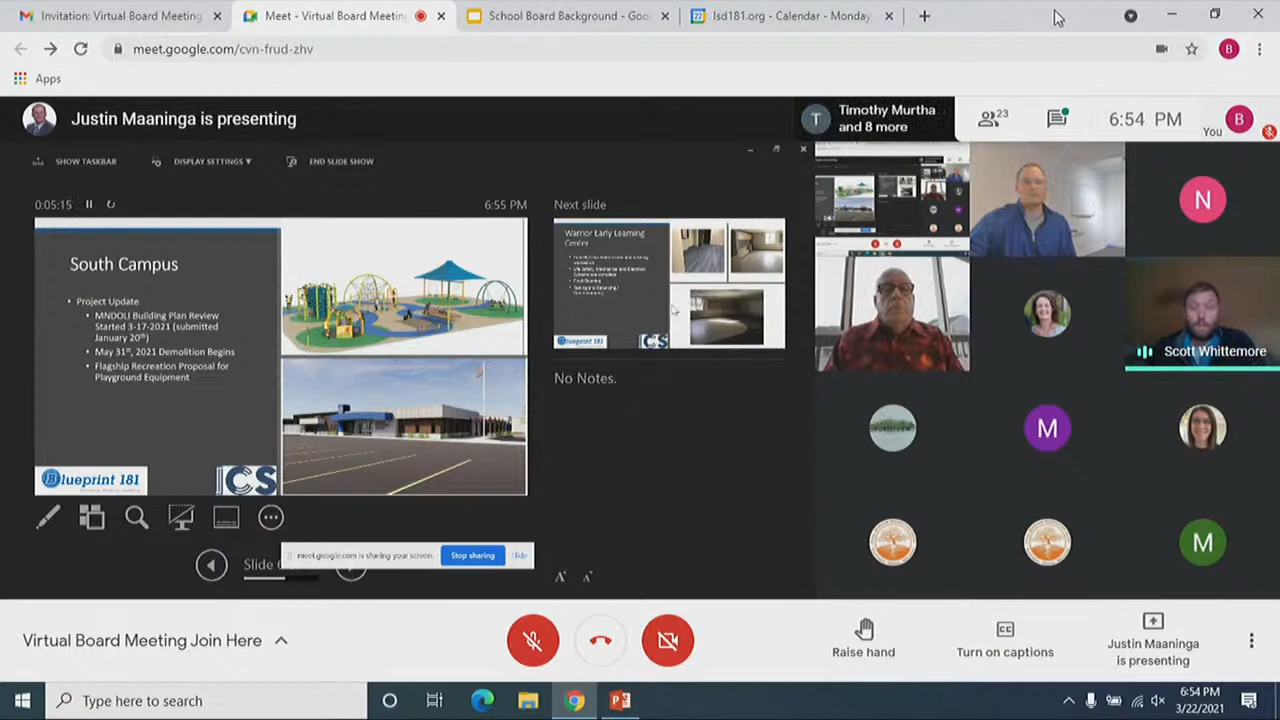 Invitation: Virtual Board Meeting
Meet - Virtual Board Meeting
School Board Background - Goo
lsd181.org - Calendar - Monday
meet.google.com/cvn-frud-zhv
B
Apps
Justin Maaninga is presenting
T
Timothy Murtha
and 8 more
23
6:54 PM
You
B
SHOW TASKBAR
DISPLAY SETTINGS
END SLIDE SHOW
0:05:15
6:55 PM
Next slide
South Campus
• Project Update
• MNDOLI Building Plan Review
Started 3-17-2021 (submitted
January 20th)
• May 31st, 2021 Demolition Begins
• Flagship Recreation Proposal for
Playground Equipment
Blueprint 181
ICS
Warrior Early Learning
Center
Blueprint 181
ICS
No Notes.
N
Scott Whittemore
M
M
Slide
meet.google.com is sharing your screen.
Stop sharing
Hide
A
A
Virtual Board Meeting Join Here
Raise hand
Turn on captions
Justin Maaninga
is presenting
Type here to search
6:54 PM
3/22/2021